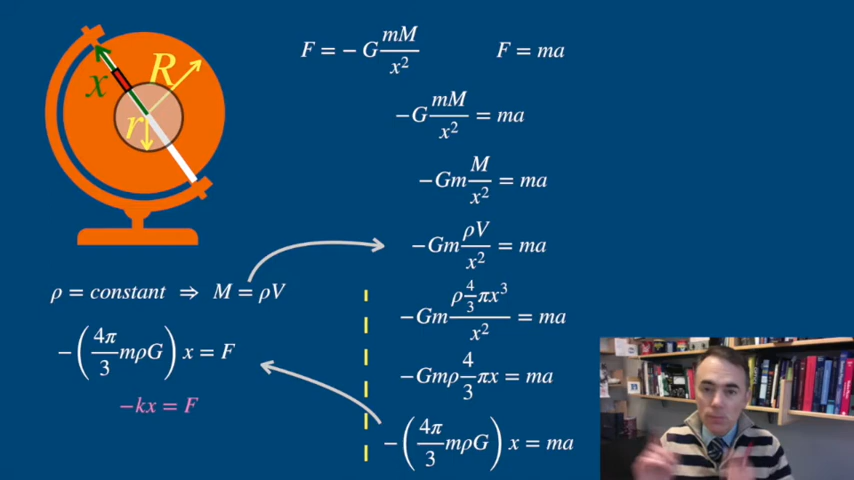 R
x
r
F = − G mM/x²    F = ma
−G mM/x² = ma
−Gm M/x² = ma
−Gm ρV/x² = ma
ρ = constant ⇒ M = ρV
−Gm ρ 4/3 πx³/x² = ma
−(4π/3 mρG) x = F
−Gmρ 4/3 πx = ma
−kx = F
−(4π/3 mρG) x = ma